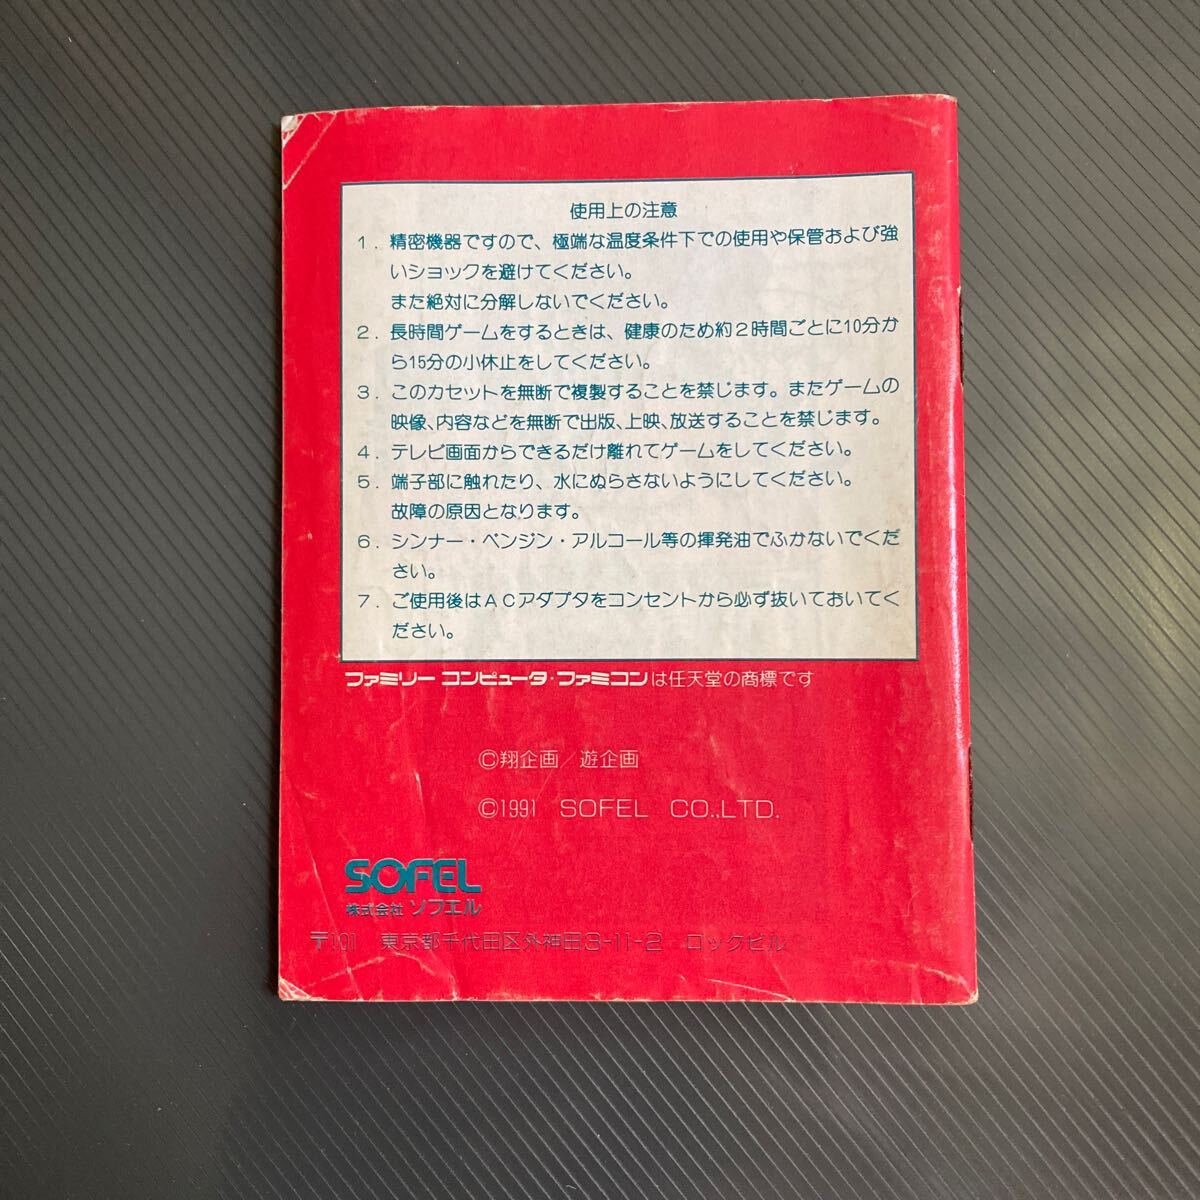 使用上の注意
1. 精密機器ですので、極端な温度条件下での使用や保管および強
いショックを避けてください。
また絶対に分解しないでください。
2. 長時間ゲームをするときは、健康のため約2時間ごとに10分か
ら15分の小休止をしてください。
3. このカセットを無断で複製することを禁じます。またゲームの
映像、内容などを無断で出版、上映、放送することを禁じます。
4. テレビ画面からできるだけ離れてゲームをしてください。
5. 端子部に触れたり、水にぬらさないようにしてください。
故障の原因となります。
6. シンナー・ベンジン・アルコール等の揮発油でふかないでくだ
さい。
7. ご使用後はACアダプタをコンセントから必ず抜いておいてく
ださい。
ファミリーコンピュータ・ファミコンは任天堂の商標です
©翔企画/遊企画
©1991 SOFEL CO.,LTD.
SOFEL
株式会社 ソフエル
〒101 東京都千代田区外神田3-11-2 ロックビル